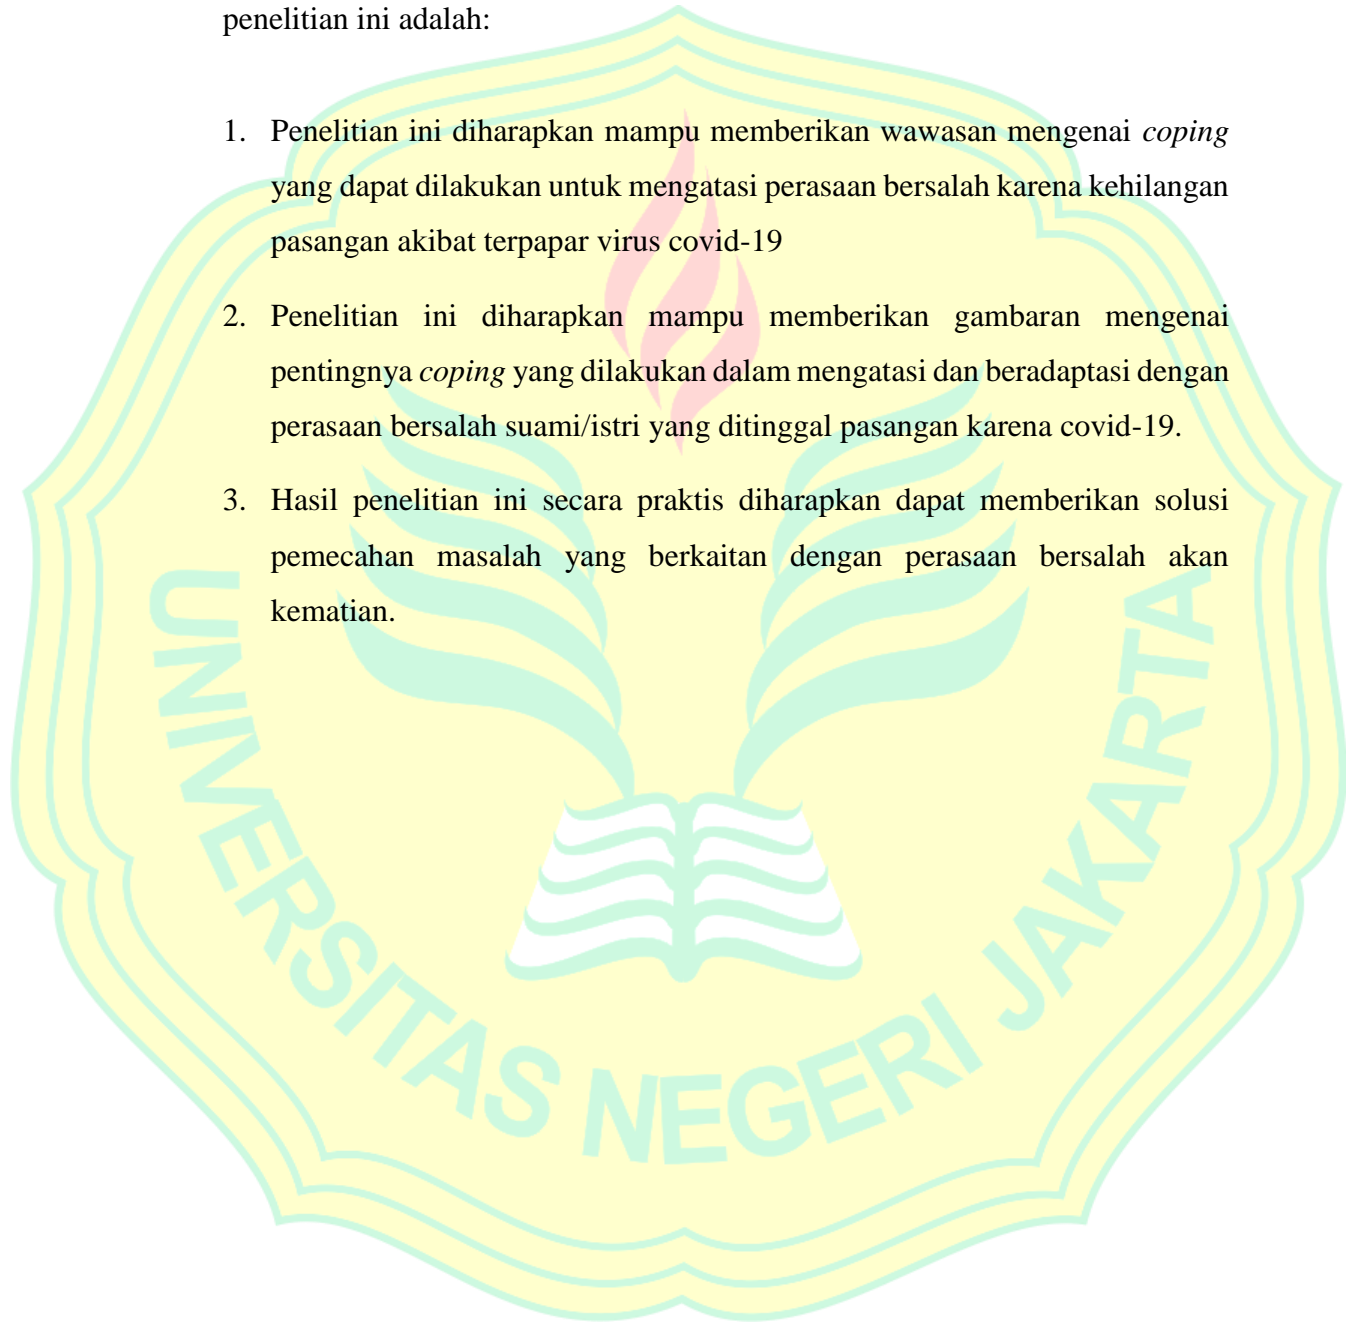 penelitian ini adalah:
1. Penelitian ini diharapkan mampu memberikan wawasan mengenai coping
yang dapat dilakukan untuk mengatasi perasaan bersalah karena kehilangan
pasangan akibat terpapar virus covid-19
2. Penelitian ini diharapkan mampu memberikan gambaran mengenai
pentingnya coping yang dilakukan dalam mengatasi dan beradaptasi dengan
perasaan bersalah suami/istri yang ditinggal pasangan karena covid-19.
3. Hasil penelitian ini secara praktis diharapkan dapat memberikan solusi
pemecahan masalah yang berkaitan dengan perasaan bersalah akan
kematian.
UNIVERSITAS NEGERI JAKARTA